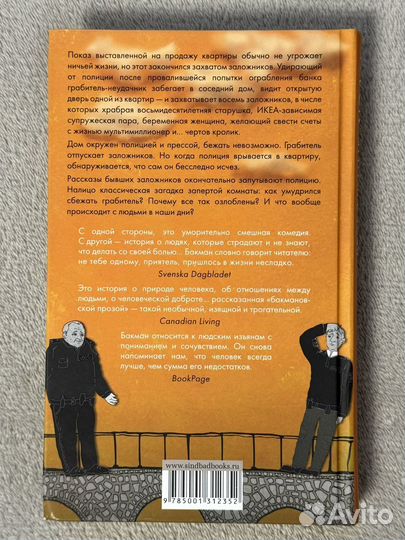 Показ выставленной на продажу квартиры обычно не угрожает
ничьей жизни, но этот закончился захватом заложников. Удирающий
от полиции после провалившейся попытки ограбления банка
грабитель-неудачник забегает в соседний дом, видит открытую
дверь одной из квартир — и захватывает восемь заложников, в числе
которых храбрая восьмидесятилетняя старушка, ИКЕА-зависимая
супружеская пара, беременная женщина, желающий свести счеты
с жизнью мультимиллионер и... чертов кролик.
Дом окружен полицией и прессой, бежать невозможно. Грабитель
отпускает заложников. Но когда полиция врывается в квартиру,
обнаруживается, что сам он бесследно исчез.
Рассказы бывших заложников окончательно запутывают полицию.
Налицо классическая загадка запертой комнаты: как умудрился
сбежать грабитель? Почему все так озлоблены? И что вообще
происходит с людьми в наши дни?
С одной стороны, это уморительно смешная комедия.
С другой — история о людях, которые страдают и не знают,
что делать со своей болью... Бакман словно говорит читателю:
не тебе одному, приятель, пришлось в жизни несладко.
Svenska Dagbladet
Это история о природе человека, об отношениях между
людьми, о человеческой доброте... рассказанная «бакманов-
ской прозой» — такой необычной, изящной и трогательной.
Canadian Living
Бакман относится к людским изъянам с
пониманием и сочувствием. Он снова
напоминает нам, что человек всегда
лучше, чем сумма его недостатков.
BookPage
www.sindbadbooks.ru
9 785001 312352
Avito